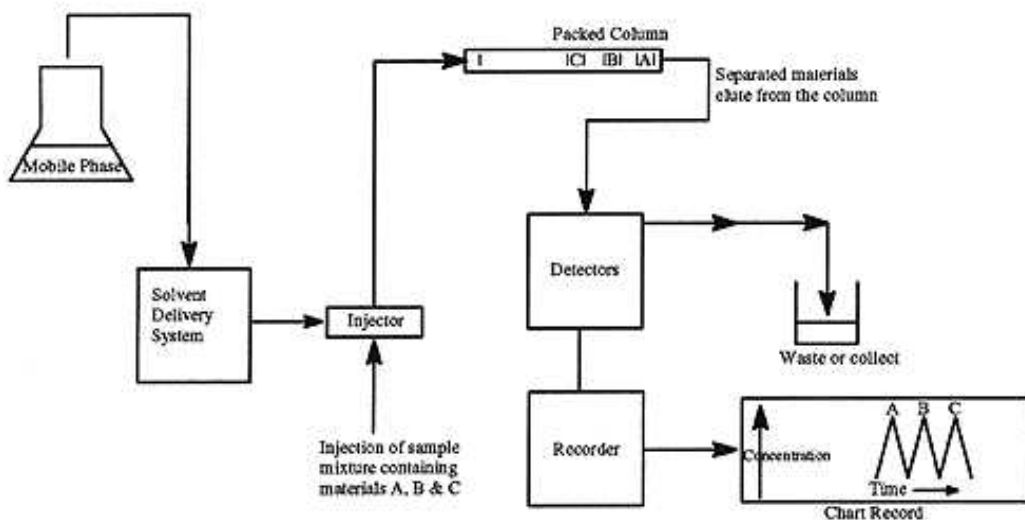 Packed Column
|C| |B| |A|
Separated materials
elute from the column
Mobile Phase
Solvent
Delivery
System
Injector
Detectors
Waste or collect
Injection of sample
mixture containing
materials A, B & C
Recorder
A B C
Concentration
Time
Chart Record